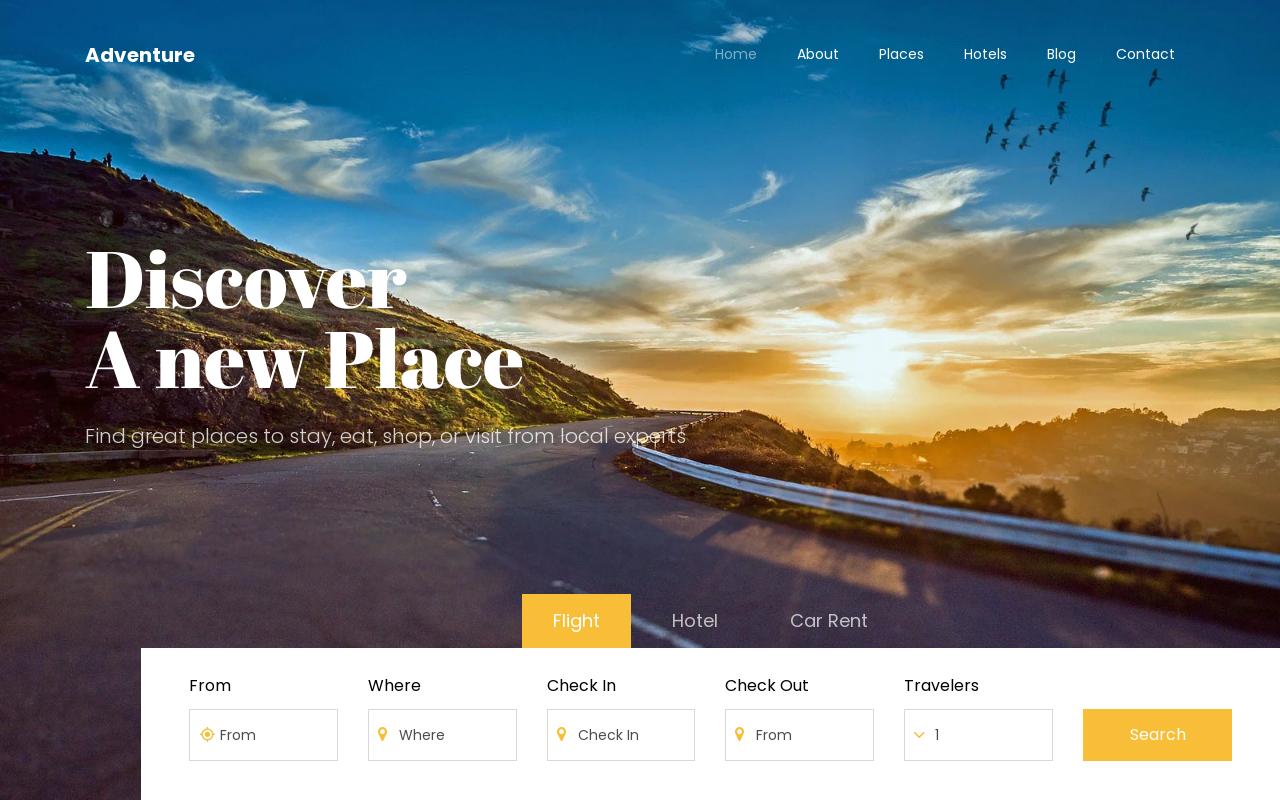 Adventure
Home About Places Hotels Blog Contact
Discover
A new Place
Find great places to stay, eat, shop, or visit from local experts
Flight Hotel Car Rent
From Where Check In Check Out Travelers
From Where Check In From 1 Search